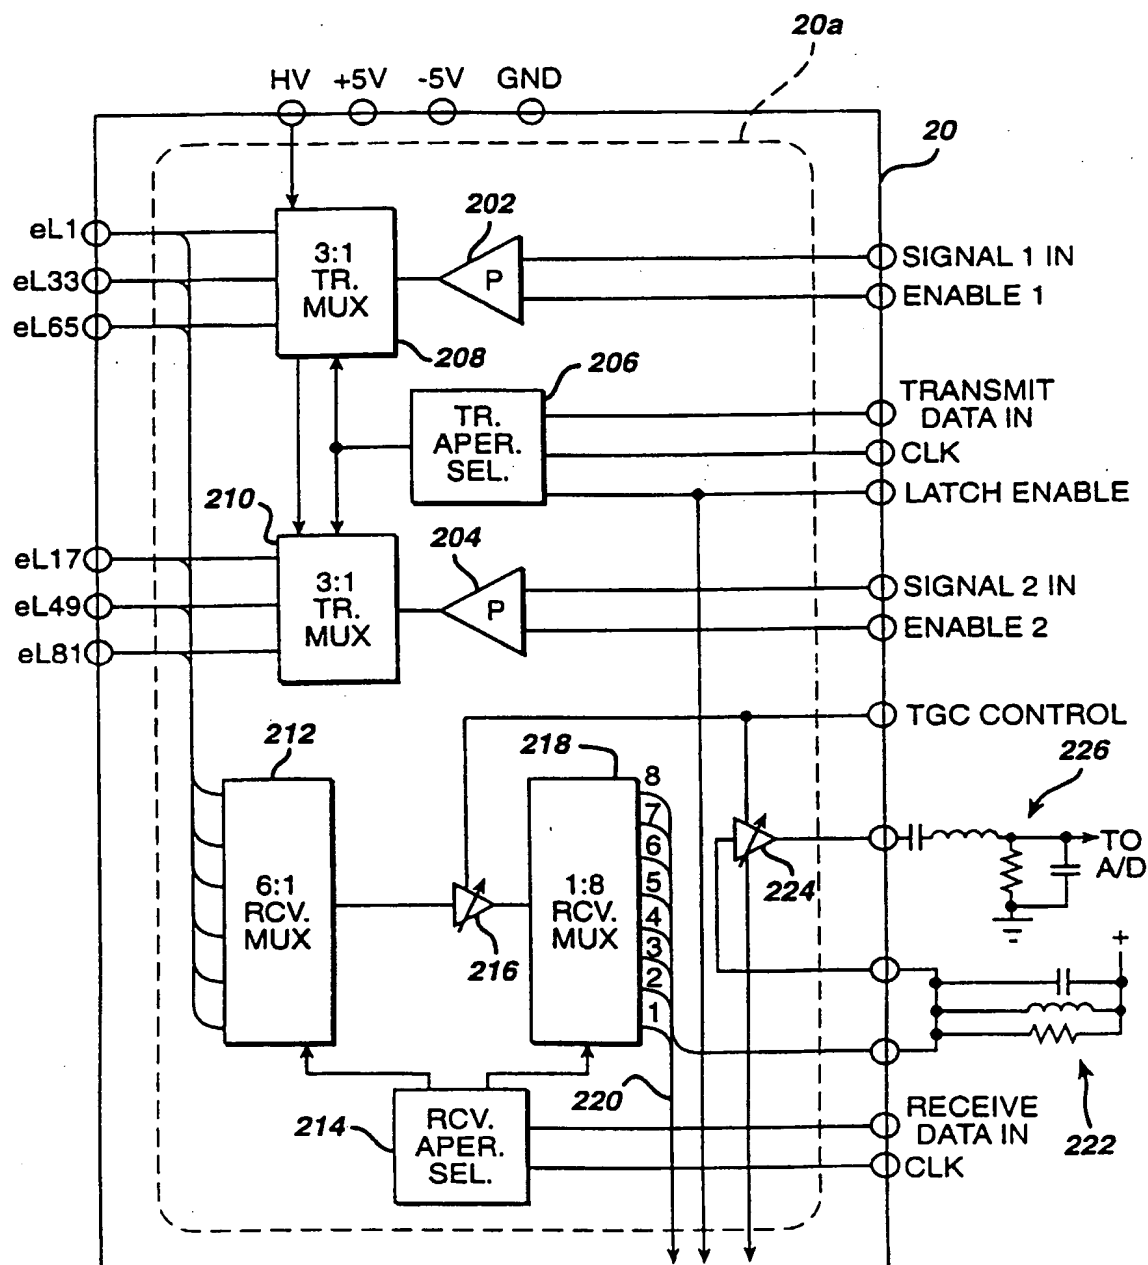 20a
HV +5V -5V GND
20
202
eL1
3:1
TR.
MUX
P
SIGNAL 1 IN
eL33
ENABLE 1
eL65
208
206
TR.
APER.
SEL.
TRANSMIT
DATA IN
CLK
LATCH ENABLE
210
204
eL17
3:1
TR.
MUX
P
SIGNAL 2 IN
eL49
ENABLE 2
eL81
TGC CONTROL
212
218
226
8
7
6
5
4
3
2
1
6:1
RCV.
MUX
216
1:8
RCV.
MUX
224
TO
A/D
+
220
222
214
RCV.
APER.
SEL.
RECEIVE
DATA IN
CLK